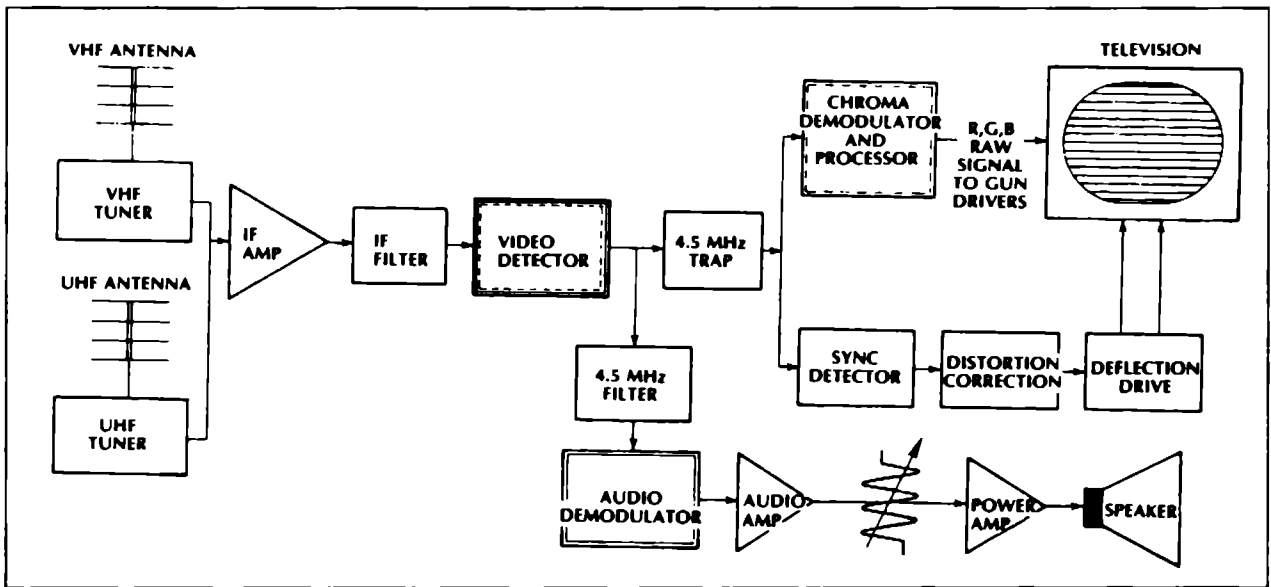 VHF ANTENNA
VHF
TUNER
UHF ANTENNA
UHF
TUNER
IF
AMP
IF
FILTER
VIDEO
DETECTOR
4.5 MHz
TRAP
CHROMA
DEMODULATOR
AND
PROCESSOR
R,G,B
RAW
SIGNAL
TO GUN
DRIVERS
TELEVISION
SYNC
DETECTOR
DISTORTION
CORRECTION
DEFLECTION
DRIVE
4.5 MHz
FILTER
AUDIO
DEMODULATOR
AUDIO
AMP
POWER
AMP
SPEAKER